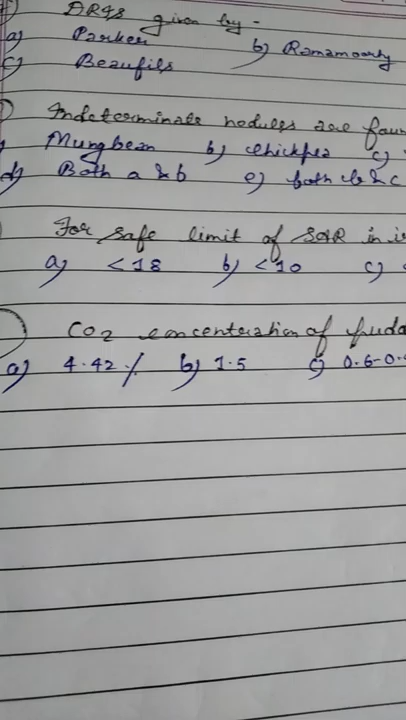 DRIS given by -
a) Parker b) Ramamoorthy
c) Beaufils
Indeterminate nodules are foun
Mungbean b) chickpea c)
d) Both a & b e) both b & c
For safe limit of SAR in i
a) <18 b) <10 c)
CO2 concentration of
a) 4.42% b) 1.5 c) 0.6-0.